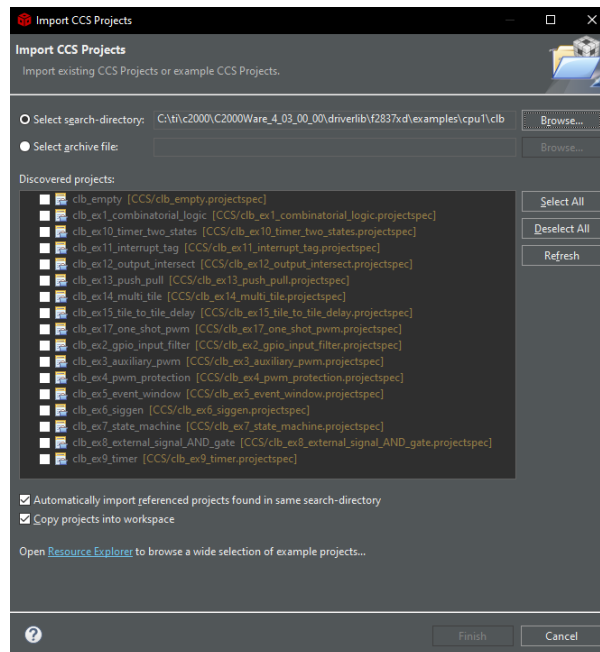 Import CCS Projects
Import CCS Projects
Import existing CCS Projects or example CCS Projects.
Select search-directory: C:\ti\c2000\C2000Ware_4_03_00_00\driverlib\f2837xd\examples\cpu1\clb Browse...
Select archive file: Browse...
Discovered projects:
clb_empty [CCS/clb_empty.projectspec] Select All
clb_ex1_combinatorial_logic [CCS/clb_ex1_combinatorial_logic.projectspec]
clb_ex10_timer_two_states [CCS/clb_ex10_timer_two_states.projectspec] Deselect All
clb_ex11_interrupt_tag [CCS/clb_ex11_interrupt_tag.projectspec]
clb_ex12_output_intersect [CCS/clb_ex12_output_intersect.projectspec] Refresh
clb_ex13_push_pull [CCS/clb_ex13_push_pull.projectspec]
clb_ex14_multi_tile [CCS/clb_ex14_multi_tile.projectspec]
clb_ex15_tile_to_tile_delay [CCS/clb_ex15_tile_to_tile_delay.projectspec]
clb_ex17_one_shot_pwm [CCS/clb_ex17_one_shot_pwm.projectspec]
clb_ex2_gpio_input_filter [CCS/clb_ex2_gpio_input_filter.projectspec]
clb_ex3_auxiliary_pwm [CCS/clb_ex3_auxiliary_pwm.projectspec]
clb_ex4_pwm_protection [CCS/clb_ex4_pwm_protection.projectspec]
clb_ex5_event_window [CCS/clb_ex5_event_window.projectspec]
clb_ex6_siggen [CCS/clb_ex6_siggen.projectspec]
clb_ex7_state_machine [CCS/clb_ex7_state_machine.projectspec]
clb_ex8_external_signal_AND_gate [CCS/clb_ex8_external_signal_AND_gate.projectspec]
clb_ex9_timer [CCS/clb_ex9_timer.projectspec]
Automatically import referenced projects found in same search-directory
Copy projects into workspace
Open Resource Explorer to browse a wide selection of example projects...
? Finish Cancel